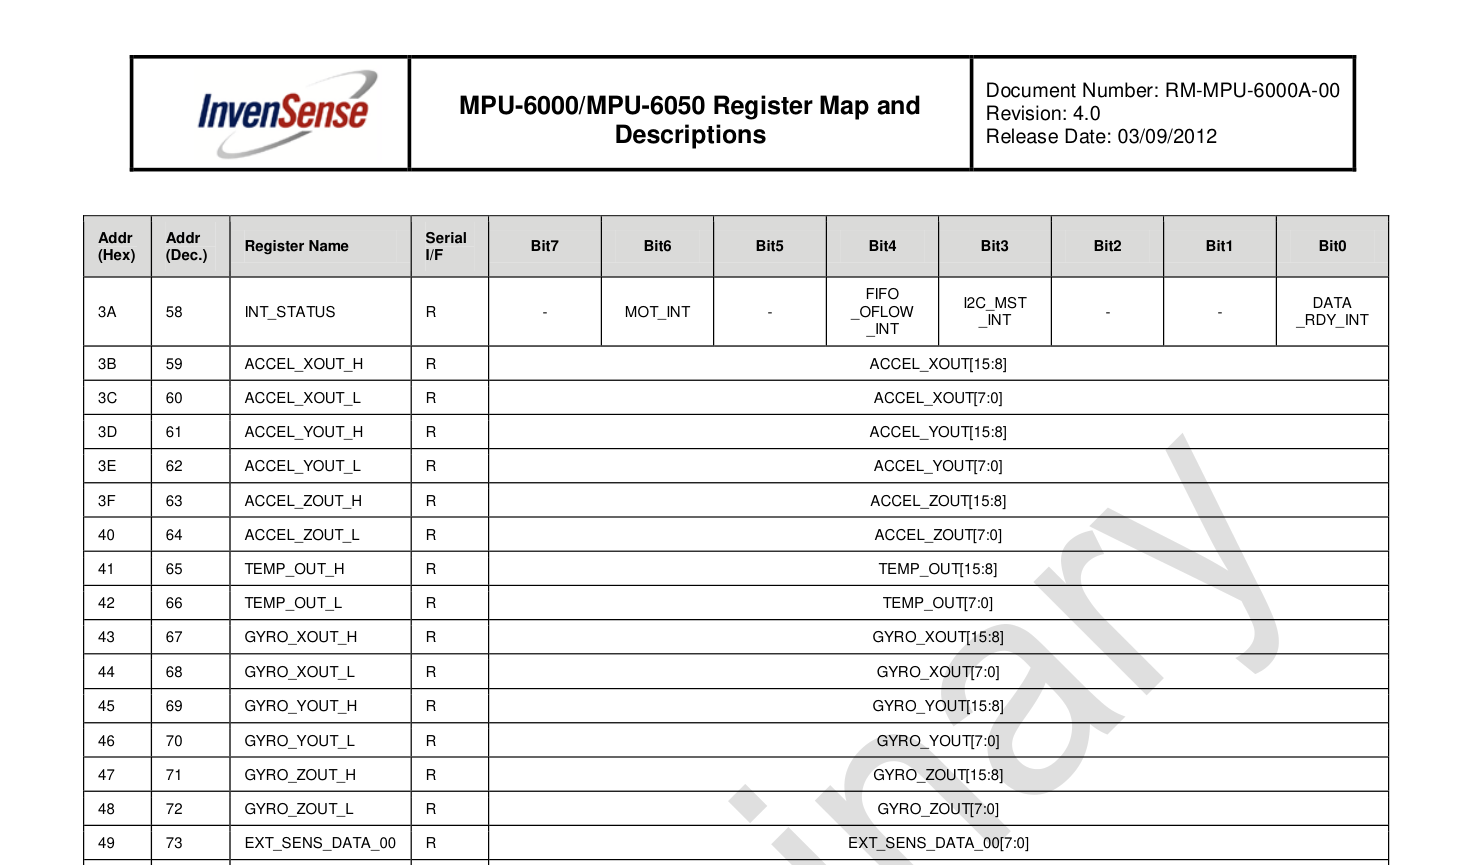 InvenSense
MPU-6000/MPU-6050 Register Map and
Descriptions
Document Number: RM-MPU-6000A-00
Revision: 4.0
Release Date: 03/09/2012
Addr (Hex) Addr (Dec.) Register Name Serial I/F Bit7 Bit6 Bit5 Bit4 Bit3 Bit2 Bit1 Bit0
3A 58 INT_STATUS R - MOT_INT - FIFO _OFLOW _INT I2C_MST _INT - - DATA _RDY_INT
3B 59 ACCEL_XOUT_H R ACCEL_XOUT[15:8]
3C 60 ACCEL_XOUT_L R ACCEL_XOUT[7:0]
3D 61 ACCEL_YOUT_H R ACCEL_YOUT[15:8]
3E 62 ACCEL_YOUT_L R ACCEL_YOUT[7:0]
3F 63 ACCEL_ZOUT_H R ACCEL_ZOUT[15:8]
40 64 ACCEL_ZOUT_L R ACCEL_ZOUT[7:0]
41 65 TEMP_OUT_H R TEMP_OUT[15:8]
42 66 TEMP_OUT_L R TEMP_OUT[7:0]
43 67 GYRO_XOUT_H R GYRO_XOUT[15:8]
44 68 GYRO_XOUT_L R GYRO_XOUT[7:0]
45 69 GYRO_YOUT_H R GYRO_YOUT[15:8]
46 70 GYRO_YOUT_L R GYRO_YOUT[7:0]
47 71 GYRO_ZOUT_H R GYRO_ZOUT[15:8]
48 72 GYRO_ZOUT_L R GYRO_ZOUT[7:0]
49 73 EXT_SENS_DATA_00 R EXT_SENS_DATA_00[7:0]
inary